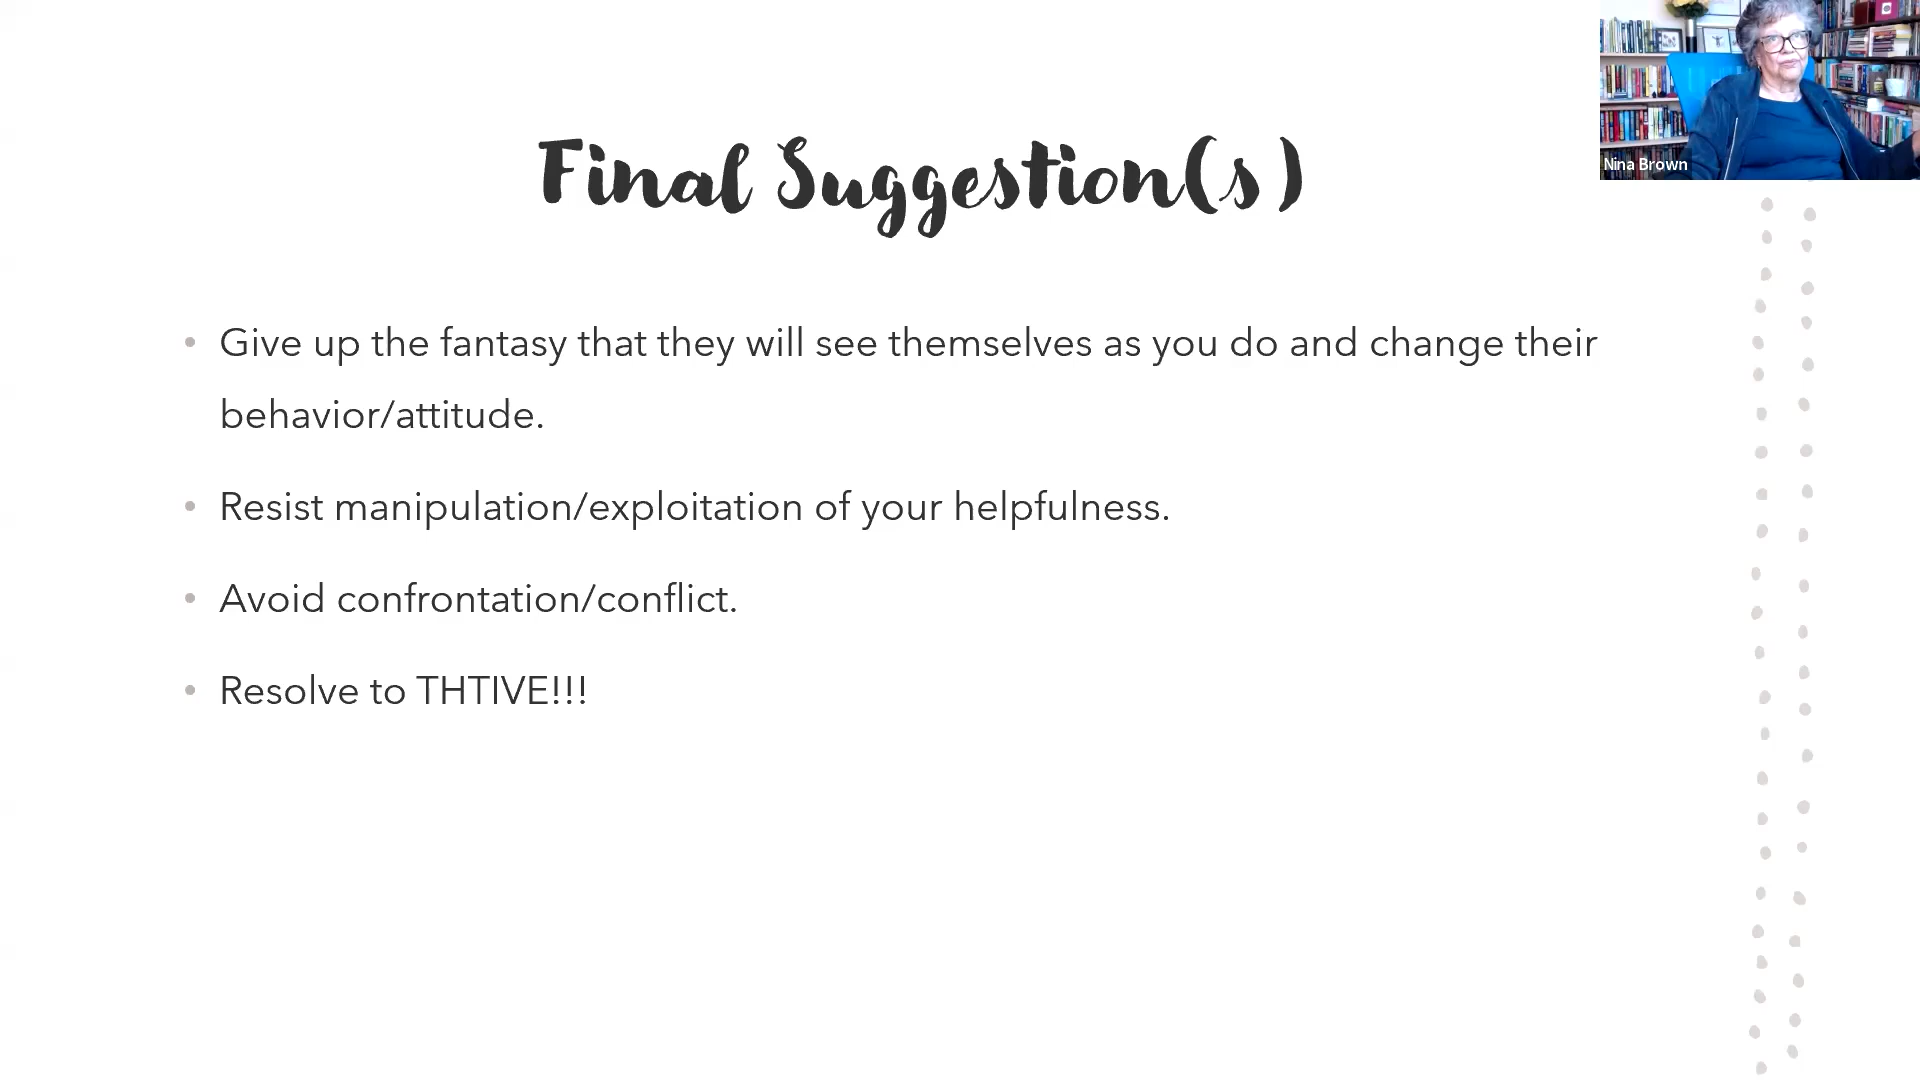 Final Suggestion(s)
Nina Brown
• Give up the fantasy that they will see themselves as you do and change their
behavior/attitude.
• Resist manipulation/exploitation of your helpfulness.
• Avoid confrontation/conflict.
• Resolve to THTIVE!!!